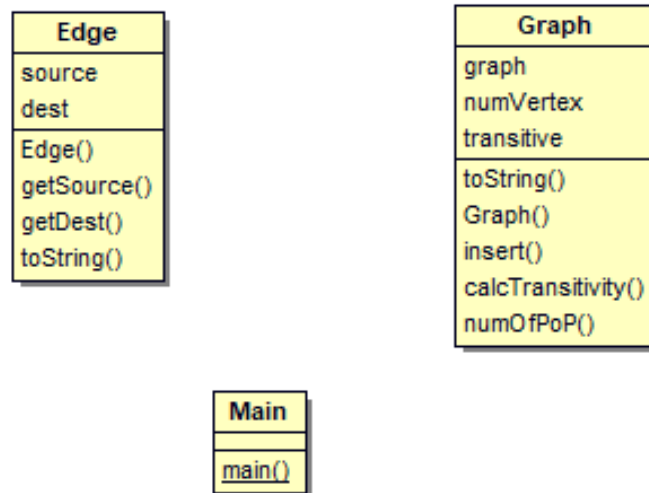 Edge
source
dest
Edge()
getSource()
getDest()
toString()
Graph
graph
numVertex
transitive
toString()
Graph()
insert()
calcTransitivity()
numOfPoP()
Main
main()